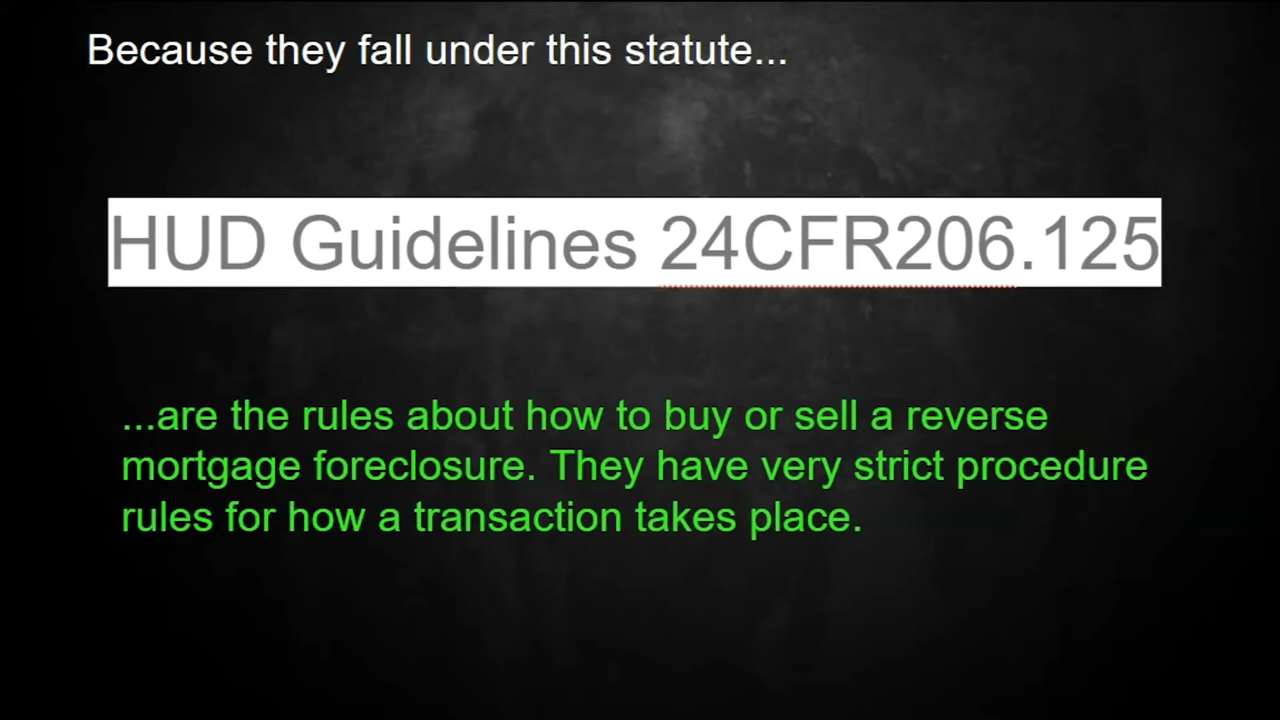 Because they fall under this statute...
HUD Guidelines 24CFR206.125
...are the rules about how to buy or sell a reverse
mortgage foreclosure. They have very strict procedure
rules for how a transaction takes place.